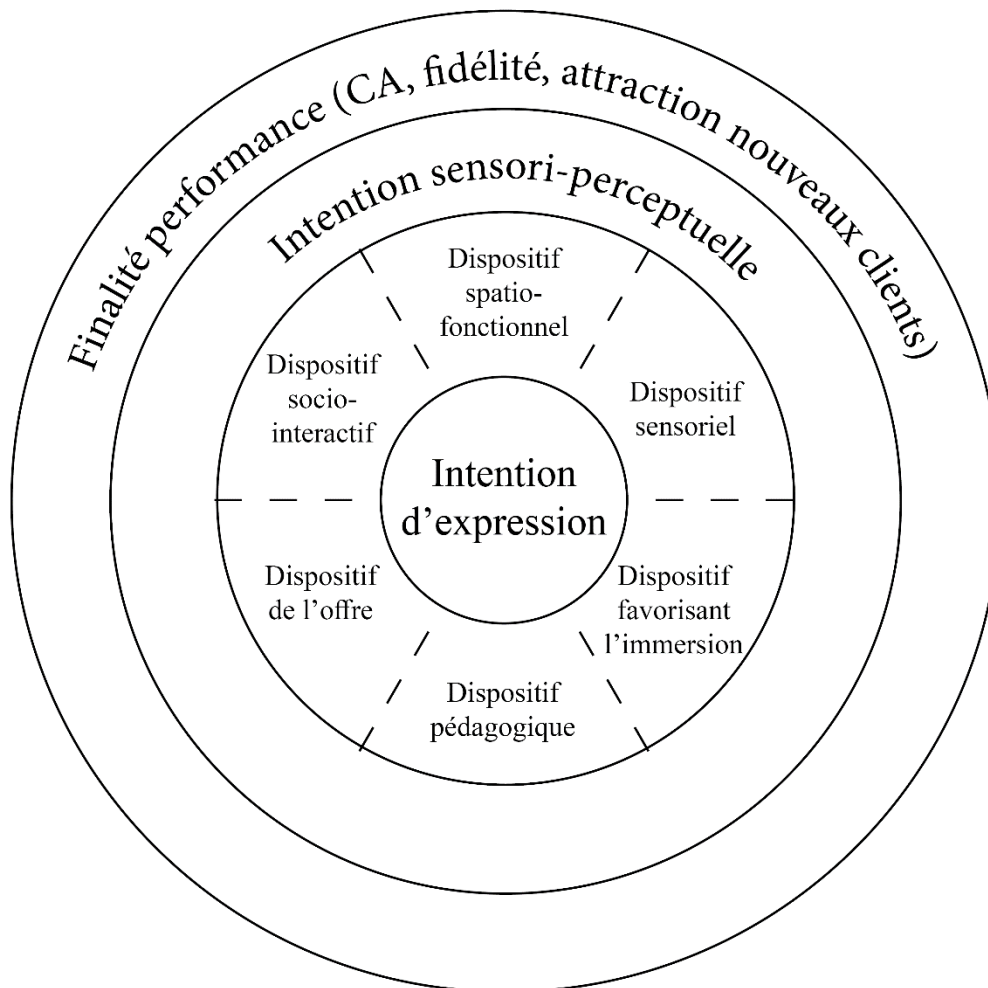 Finalité performance (CA, fidélité, attraction nouveaux clients)
Intention sensori-perceptuelle
Dispositif
spatio-
fonctionnel
Dispositif
socio-
interactif
Dispositif
sensoriel
Intention
d’expression
Dispositif
de l’offre
Dispositif
favorisant
l’immersion
Dispositif
pédagogique